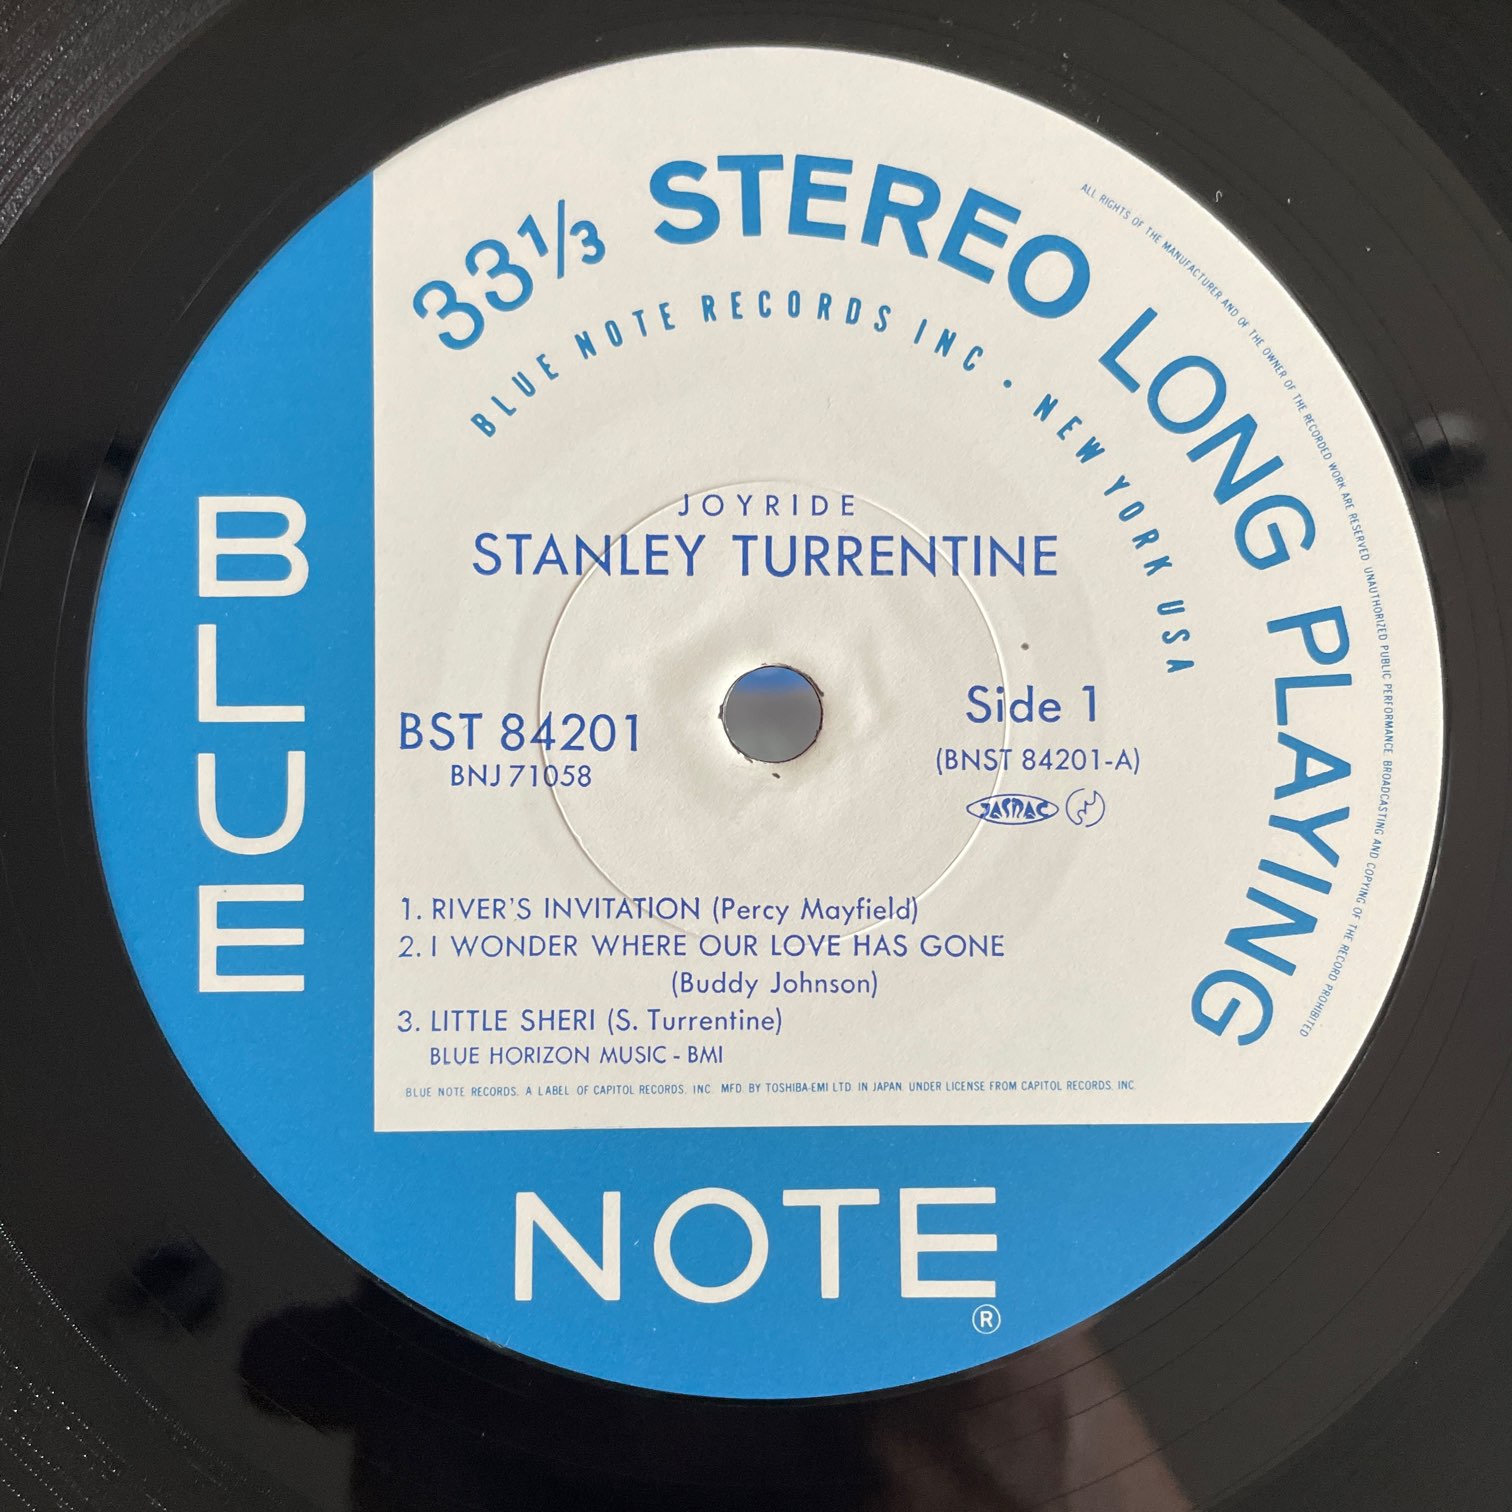 33⅓ STEREO LONG PLAYING
BLUE NOTE RECORDS INC • NEW YORK USA
ALL RIGHTS OF THE MANUFACTURER AND OF THE OWNER OF THE RECORDED WORK ARE RESERVED UNAUTHORIZED PUBLIC PERFORMANCE BROADCASTING AND COPYING OF THE RECORD PROHIBITED
JOYRIDE
STANLEY TURRENTINE
BST 84201
BNJ 71058
Side 1
(BNST 84201-A)
JASRAC
1. RIVER'S INVITATION (Percy Mayfield)
2. I WONDER WHERE OUR LOVE HAS GONE
(Buddy Johnson)
3. LITTLE SHERI (S. Turrentine)
BLUE HORIZON MUSIC - BMI
BLUE NOTE RECORDS, A LABEL OF CAPITOL RECORDS, INC. MFD. BY TOSHIBA-EMI LTD. IN JAPAN. UNDER LICENSE FROM CAPITOL RECORDS, INC.
BLUE
NOTE
®